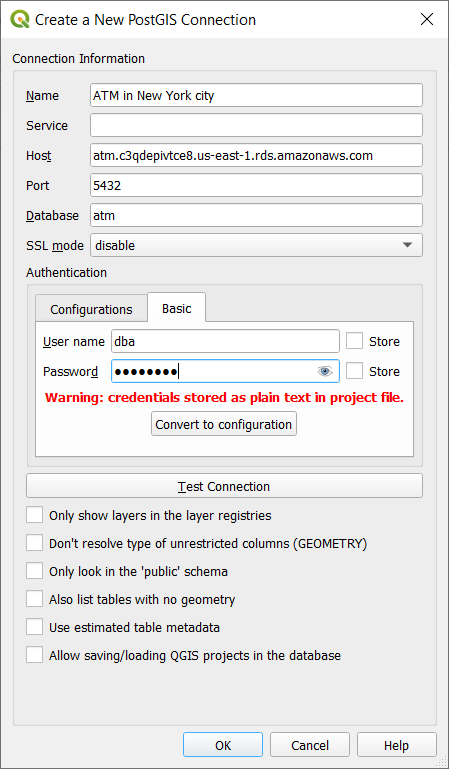 Create a New PostGIS Connection
Connection Information
Name ATM in New York city
Service
Host atm.c3qdepivtce8.us-east-1.rds.amazonaws.com
Port 5432
Database atm
SSL mode disable
Authentication
Configurations Basic
User name dba Store
Password ●●●●●●●● Store
Warning: credentials stored as plain text in project file.
Convert to configuration
Test Connection
Only show layers in the layer registries
Don't resolve type of unrestricted columns (GEOMETRY)
Only look in the 'public' schema
Also list tables with no geometry
Use estimated table metadata
Allow saving/loading QGIS projects in the database
OK Cancel Help